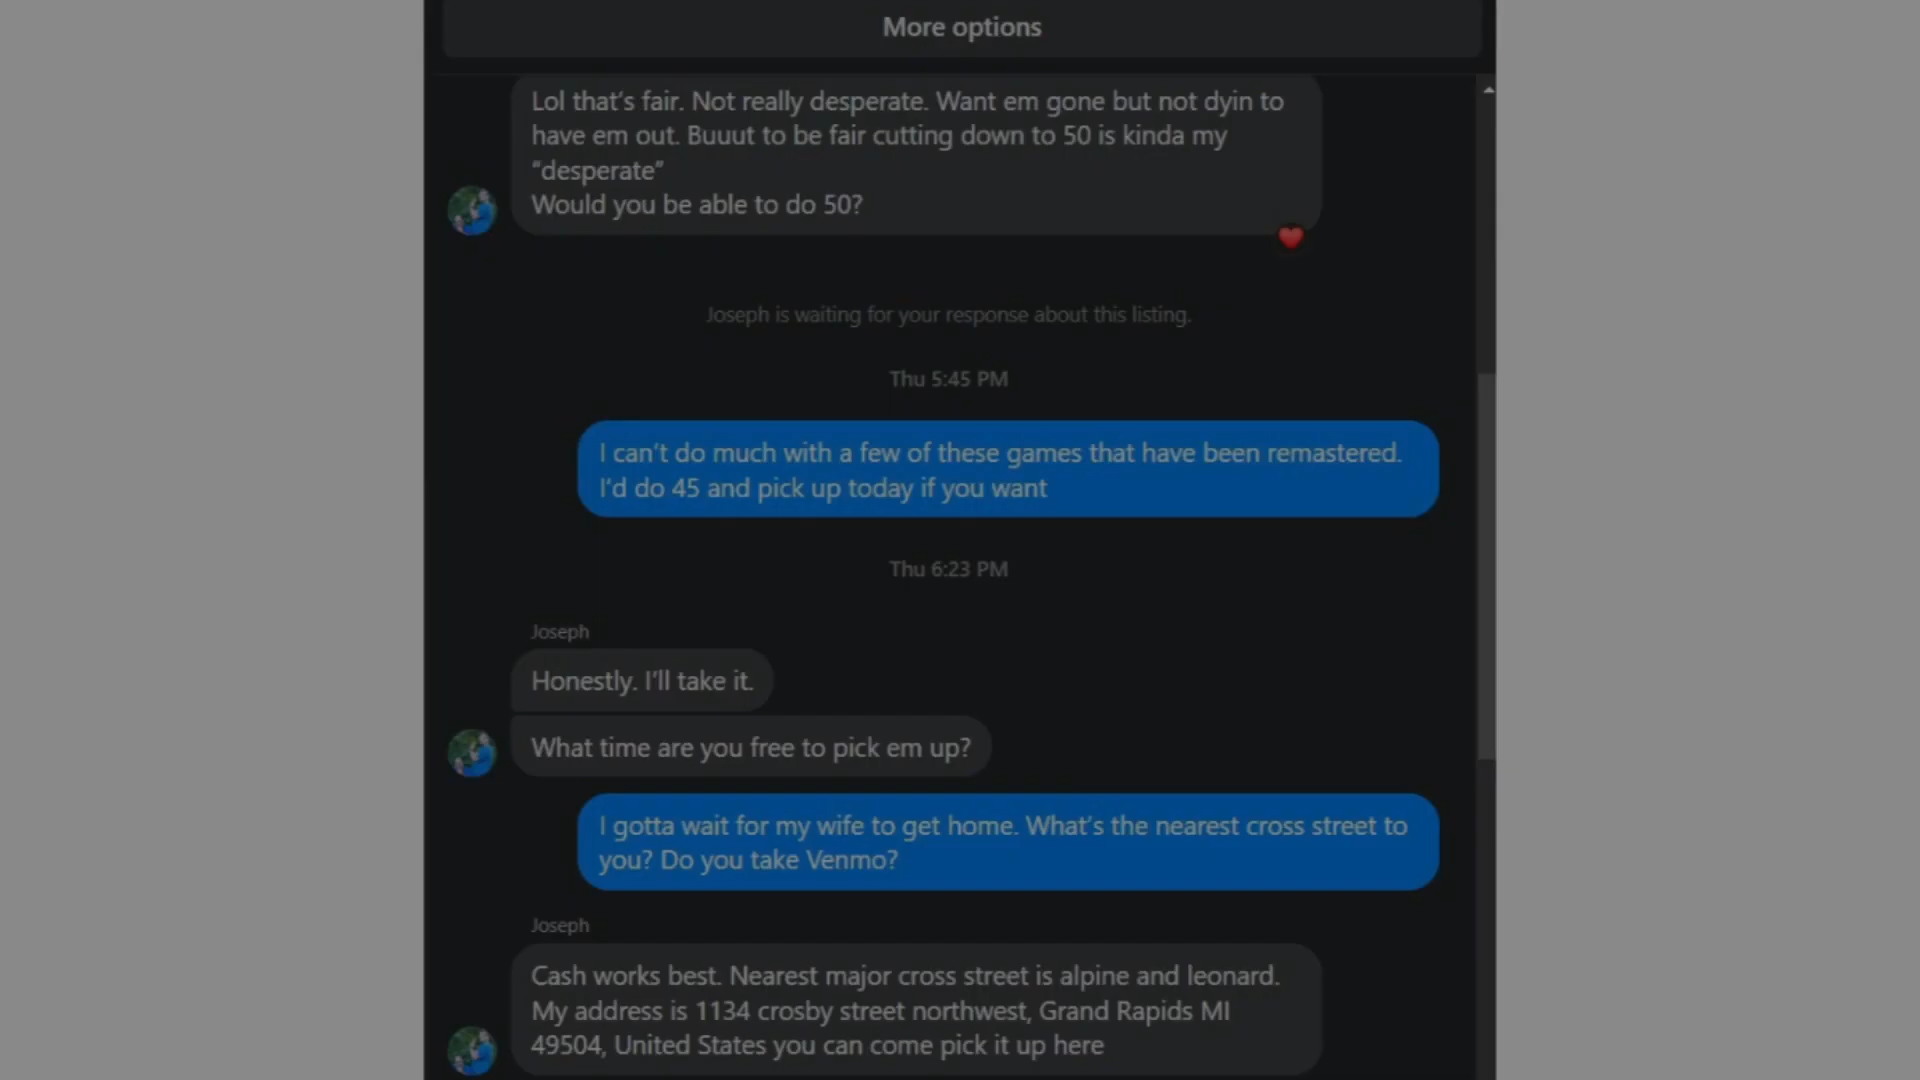 More options
Lol that's fair. Not really desperate. Want em gone but not dyin to
have em out. Buuut to be fair cutting down to 50 is kinda my
"desperate"
Would you be able to do 50?
Joseph is waiting for your response about this listing.
Thu 5:45 PM
I can't do much with a few of these games that have been remastered.
I'd do 45 and pick up today if you want
Thu 6:23 PM
Joseph
Honestly. I'll take it.
What time are you free to pick em up?
I gotta wait for my wife to get home. What's the nearest cross street to
you? Do you take Venmo?
Joseph
Cash works best. Nearest major cross street is alpine and leonard.
My address is 1134 crosby street northwest, Grand Rapids MI
49504, United States you can come pick it up here